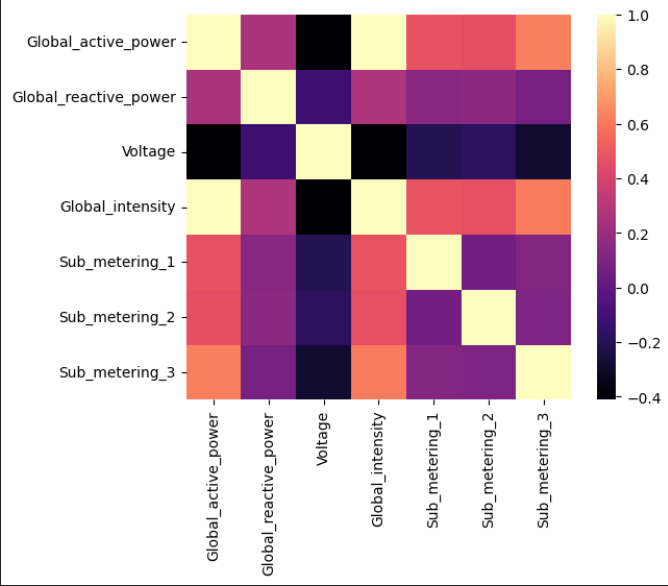 Global_active_power
Global_reactive_power
Voltage
Global_intensity
Sub_metering_1
Sub_metering_2
Sub_metering_3
Global_active_power
Global_reactive_power
Voltage
Global_intensity
Sub_metering_1
Sub_metering_2
Sub_metering_3
1.0
0.8
0.6
0.4
0.2
0.0
−0.2
−0.4